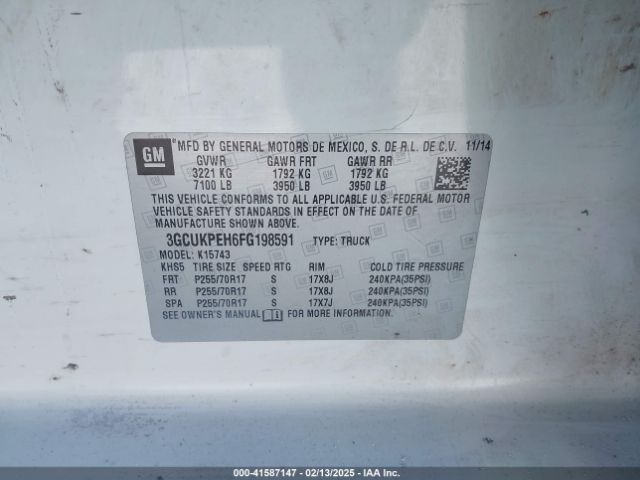 GM
® MFD BY GENERAL MOTORS DE MEXICO, S. DE R.L. DE C.V. 11/14
GVWR GAWR FRT GAWR RR
3221 KG 1792 KG 1792 KG
7100 LB 3950 LB 3950 LB
THIS VEHICLE CONFORMS TO ALL APPLICABLE U.S. FEDERAL MOTOR
VEHICLE SAFETY STANDARDS IN EFFECT ON THE DATE OF
MANUFACTURE SHOWN ABOVE.
3GCUKPEH6FG198591 TYPE: TRUCK
MODEL: K15743
KHS5 TIRE SIZE SPEED RTG RIM COLD TIRE PRESSURE
FRT P255/70R17 S 17X8J 240KPA(35PSI)
RR P255/70R17 S 17X8J 240KPA(35PSI)
SPA P255/70R17 S 17X7J 240KPA(35PSI)
SEE OWNER'S MANUAL FOR MORE INFORMATION.
000-41587147 - 02/13/2025 - IAA Inc.